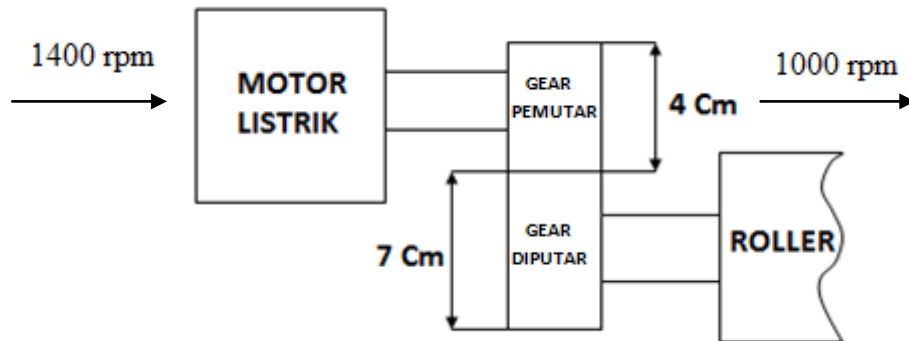 1400 rpm
MOTOR
LISTRIK
GEAR
PEMUTAR
4 Cm
1000 rpm
7 Cm
GEAR
DIPUTAR
ROLLER